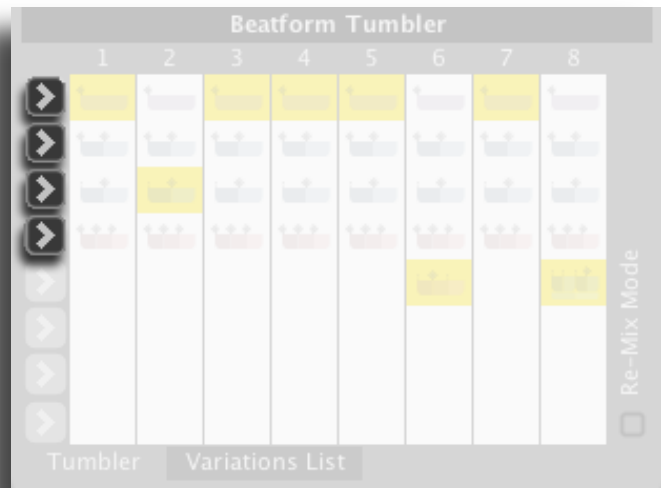 Beatform Tumbler
1 2 3 4 5 6 7 8
Re-Mix Mode
Tumbler Variations List